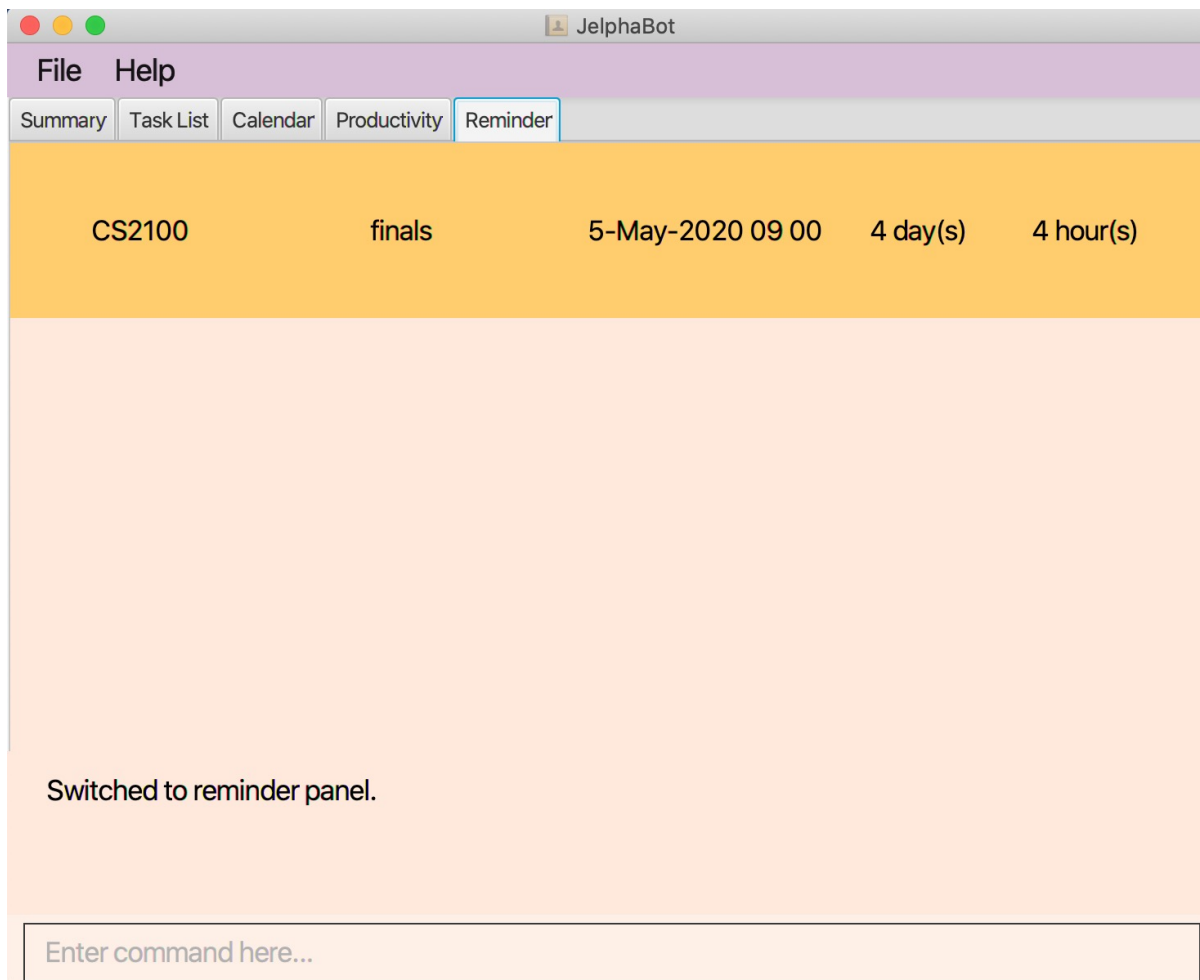 JelphaBot
File Help
Summary Task List Calendar Productivity Reminder
CS2100 finals 5-May-2020 09 00 4 day(s) 4 hour(s)
Switched to reminder panel.
Enter command here...